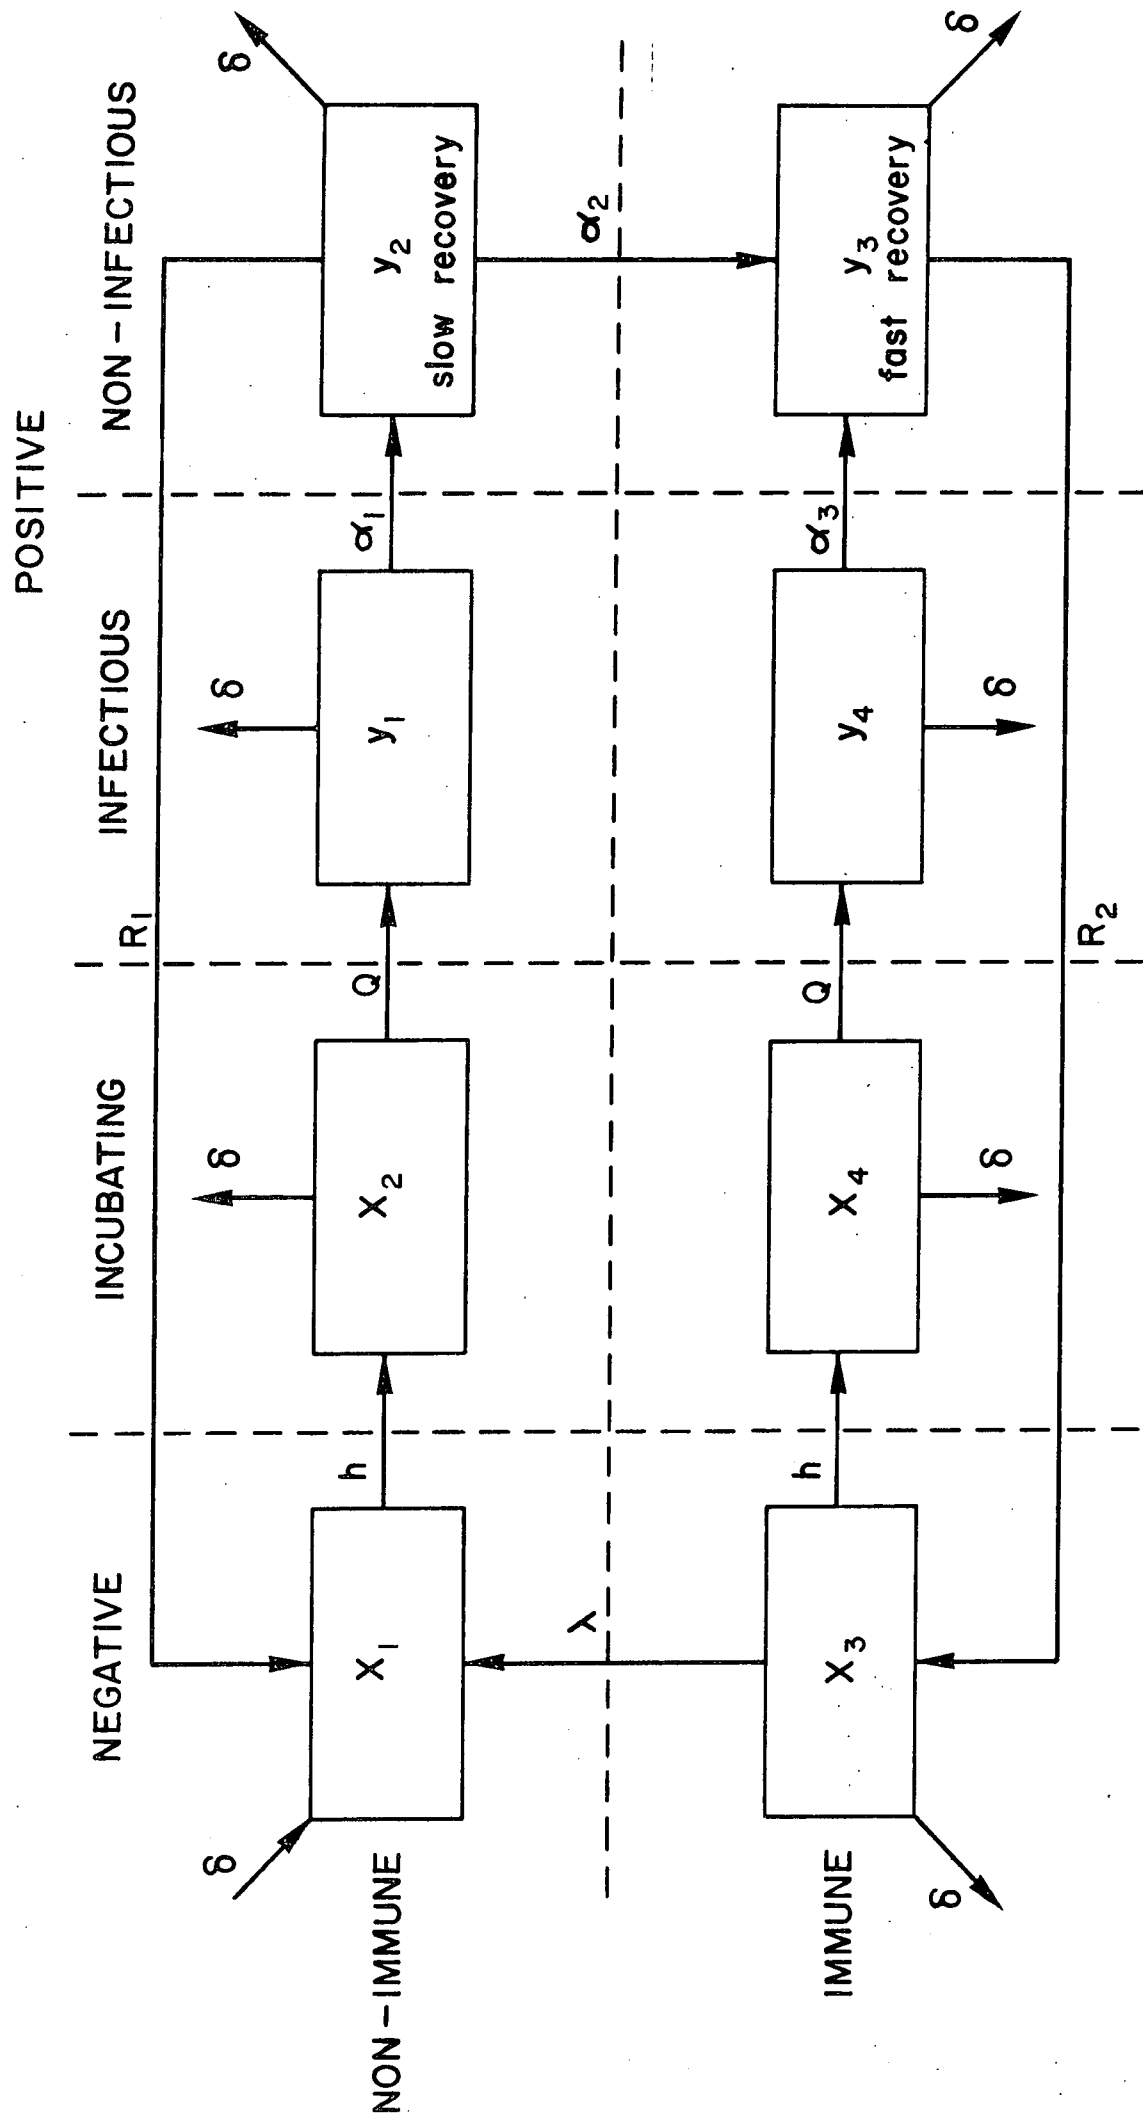 POSITIVE
NEGATIVE INCUBATING INFECTIOUS NON-INFECTIOUS
R₁
δ δ δ δ
NON-IMMUNE
X₁ h X₂ Q y₁ α₁ y₂
slow recovery
λ α₂
IMMUNE
X₃ h X₄ Q y₄ α₃ y₃
fast recovery
δ δ δ δ
R₂